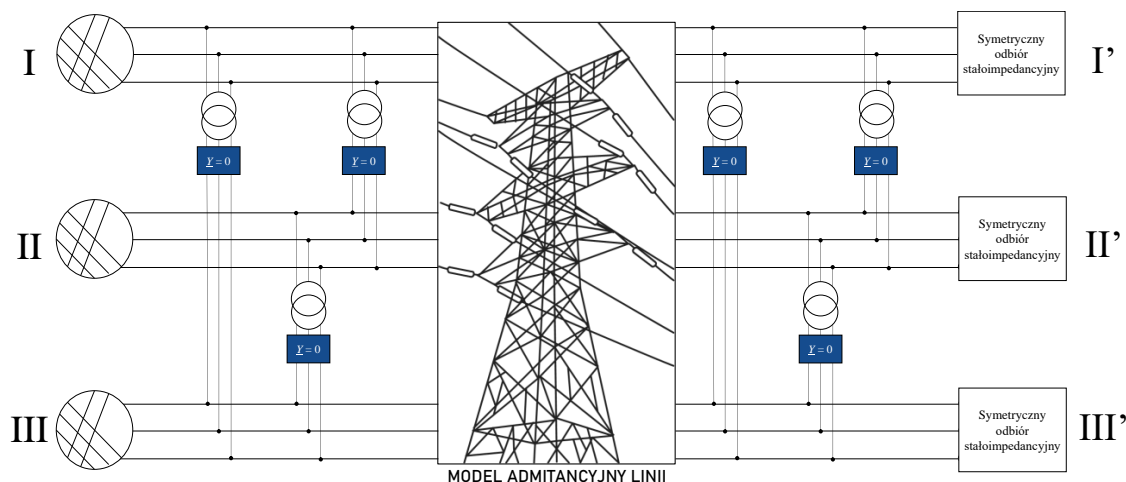 I
Symetryczny
odbiór
stałoimpedancyjny
I’
Y = 0
Y = 0
Y = 0
Y = 0
II
Symetryczny
odbiór
stałoimpedancyjny
II’
Y = 0
Y = 0
III
Symetryczny
odbiór
stałoimpedancyjny
III’
MODEL ADMITANCYJNY LINII